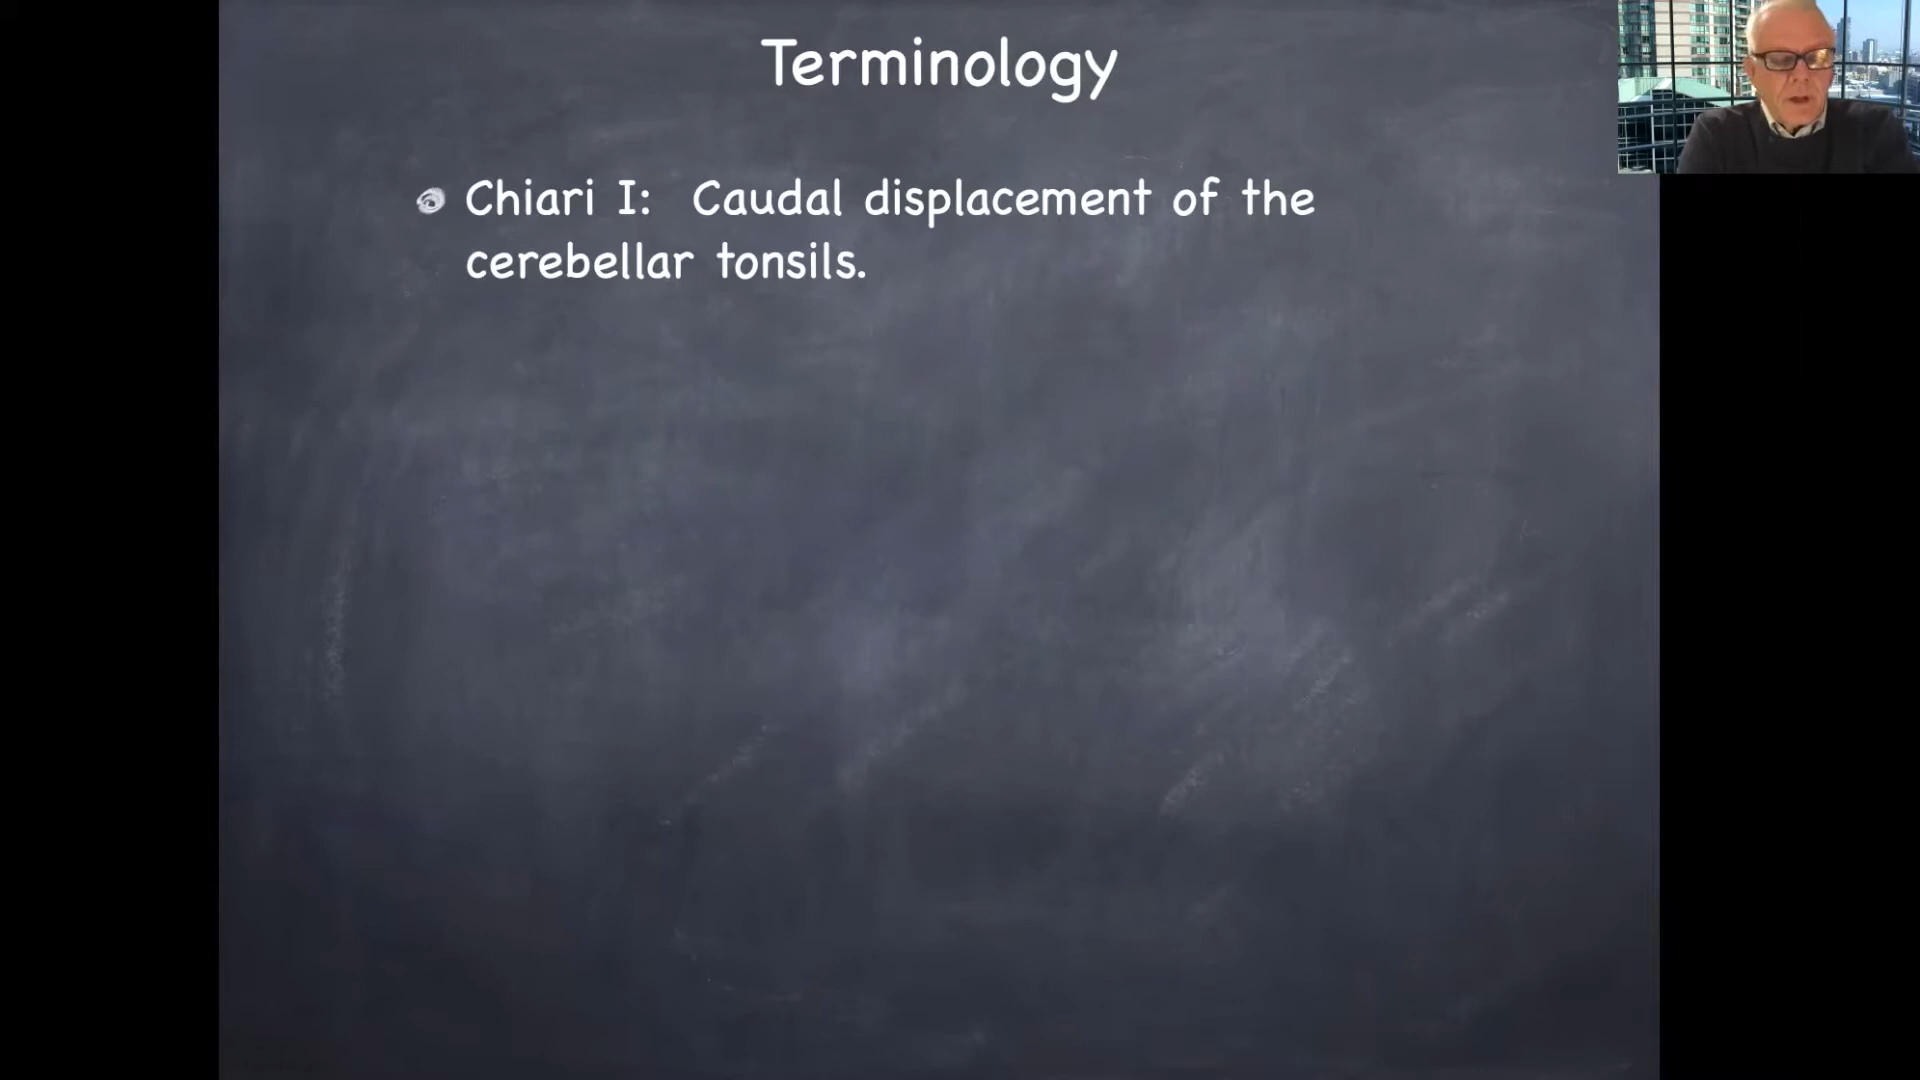 Terminology
Chiari I: Caudal displacement of the
cerebellar tonsils.